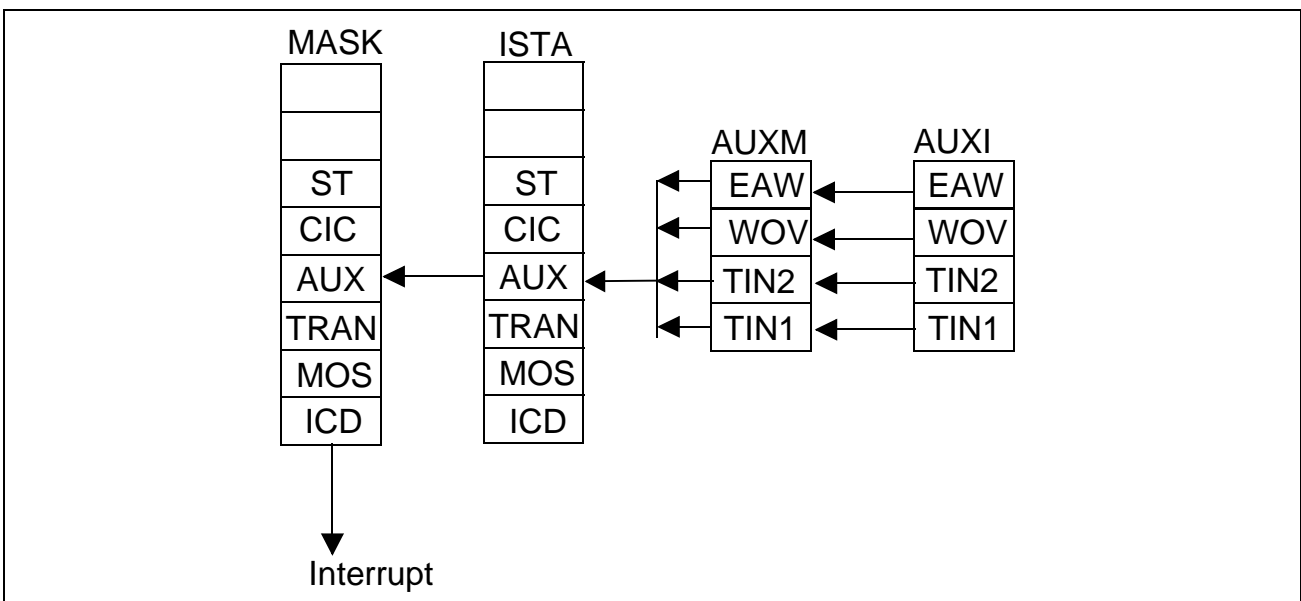 MASK
ISTA
AUXM
AUXI
ST
ST
EAW
EAW
CIC
CIC
WOV
WOV
AUX
AUX
TIN2
TIN2
TRAN
TRAN
TIN1
TIN1
MOS
MOS
ICD
ICD
Interrupt